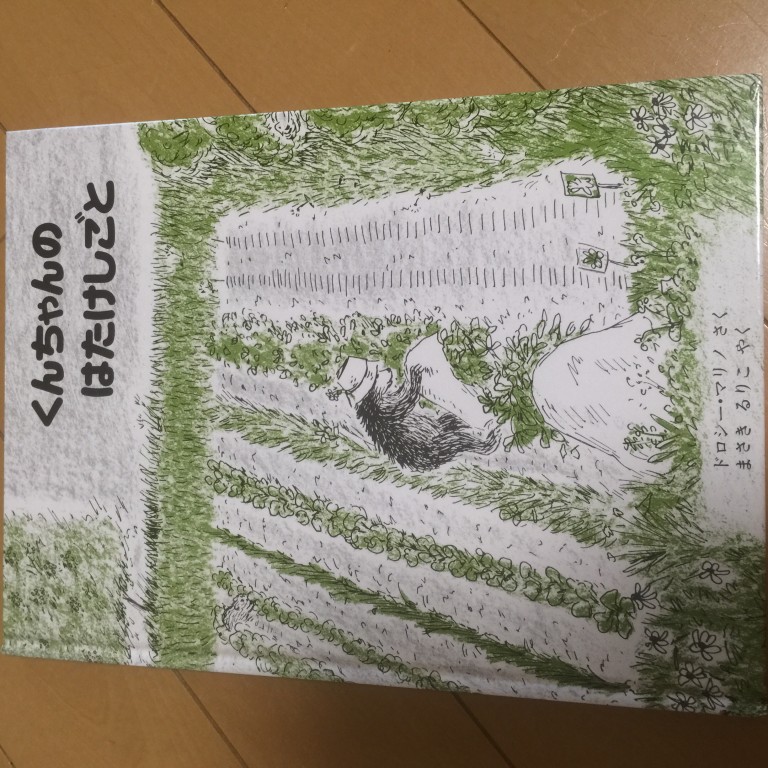 くんちゃんの
はたけしごと
ドロシー・マリノ さく
まさき るりこ やく